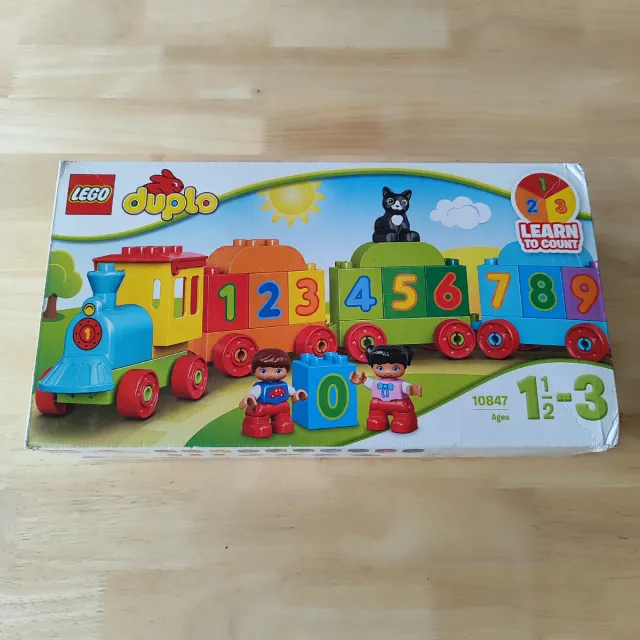 LEGO
duplo
1
2 3
LEARN
TO COUNT
1 2 3 4 5 6 7 8 9
1
0
10847
Ages
1½-3